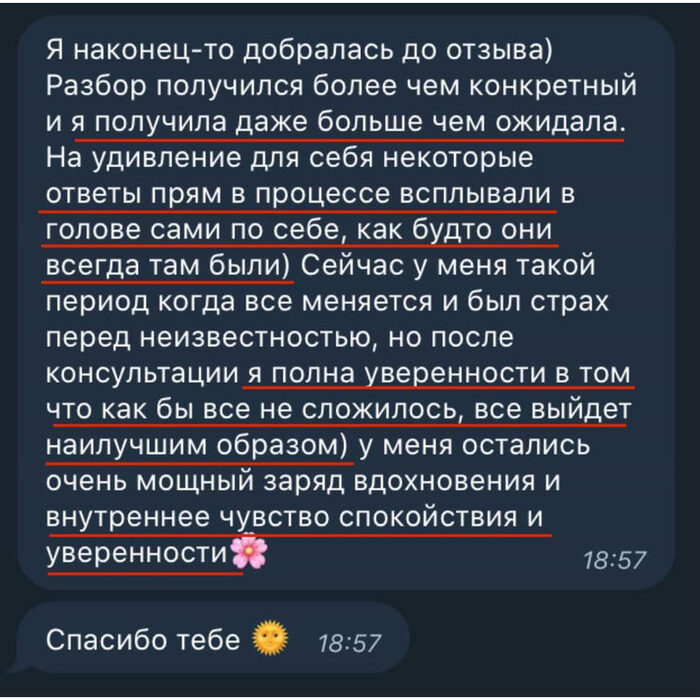 Я наконец-то добралась до отзыва)
Разбор получился более чем конкретный
и я получила даже больше чем ожидала.
На удивление для себя некоторые
ответы прям в процессе всплывали в
голове сами по себе, как будто они
всегда там были) Сейчас у меня такой
период когда все меняется и был страх
перед неизвестностью, но после
консультации я полна уверенности в том
что как бы все не сложилось, все выйдет
наилучшим образом) у меня остались
очень мощный заряд вдохновения и
внутреннее чувство спокойствия и
уверенности🌸
18:57
Спасибо тебе 🌞 18:57